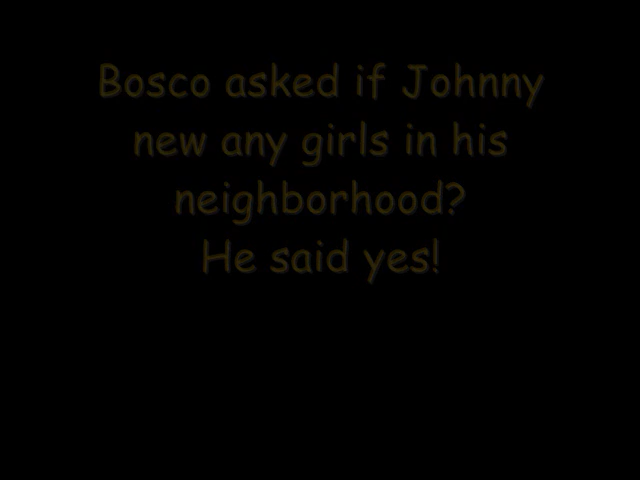 Bosco asked if Johnny
new any girls in his
neighborhood?
He said yes!